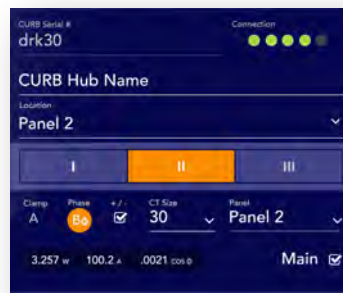 CURB Serial # Connection
drk30
CURB Hub Name
Location
Panel 2
I II III
Clamp Phase + / - CT Size Panel
A Bo 30 Panel 2
3.257 w 100.2 A .0021 cos θ Main